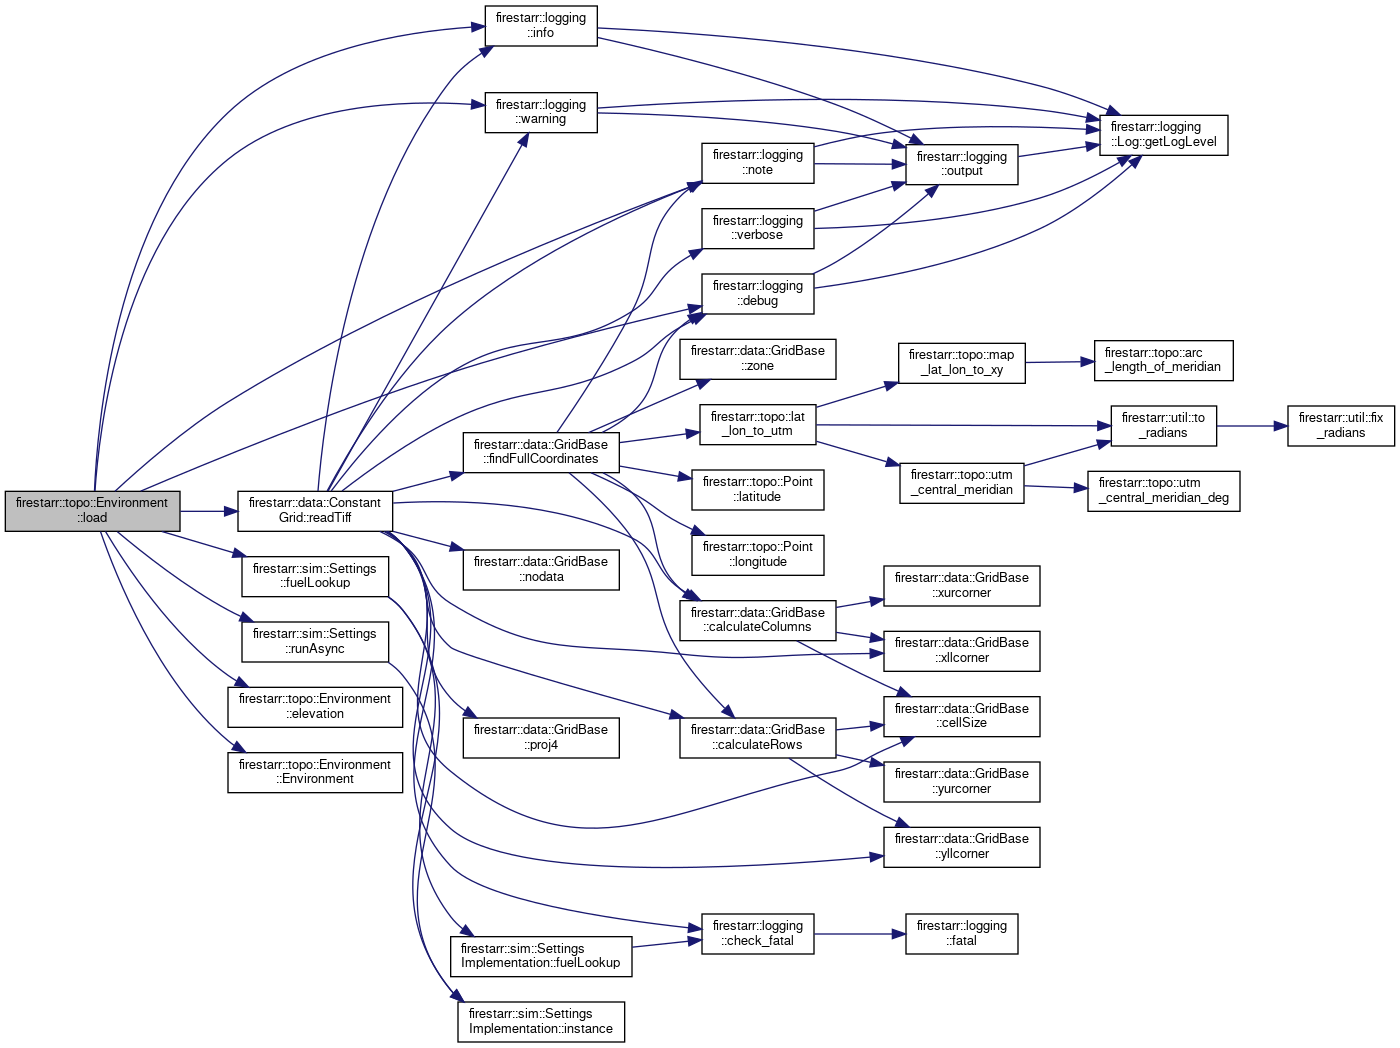 firestarr::topo::Environment
::load
firestarr::data::Constant
Grid::readTiff
firestarr::sim::Settings
::fuelLookup
firestarr::sim::Settings
::runAsync
firestarr::topo::Environment
::elevation
firestarr::topo::Environment
::Environment
firestarr::logging
::info
firestarr::logging
::warning
firestarr::data::GridBase
::findFullCoordinates
firestarr::data::GridBase
::nodata
firestarr::data::GridBase
::proj4
firestarr::sim::Settings
Implementation::fuelLookup
firestarr::sim::Settings
Implementation::instance
firestarr::logging
::note
firestarr::logging
::verbose
firestarr::logging
::debug
firestarr::data::GridBase
::zone
firestarr::topo::lat
_lon_to_utm
firestarr::topo::Point
::latitude
firestarr::topo::Point
::longitude
firestarr::data::GridBase
::calculateColumns
firestarr::data::GridBase
::calculateRows
firestarr::logging
::check_fatal
firestarr::logging
::output
firestarr::topo::map
_lat_lon_to_xy
firestarr::topo::utm
_central_meridian
firestarr::data::GridBase
::xurcorner
firestarr::data::GridBase
::xllcorner
firestarr::data::GridBase
::cellSize
firestarr::data::GridBase
::yurcorner
firestarr::data::GridBase
::yllcorner
firestarr::logging
::fatal
firestarr::logging
::Log::getLogLevel
firestarr::topo::arc
_length_of_meridian
firestarr::util::to
_radians
firestarr::topo::utm
_central_meridian_deg
firestarr::util::fix
_radians